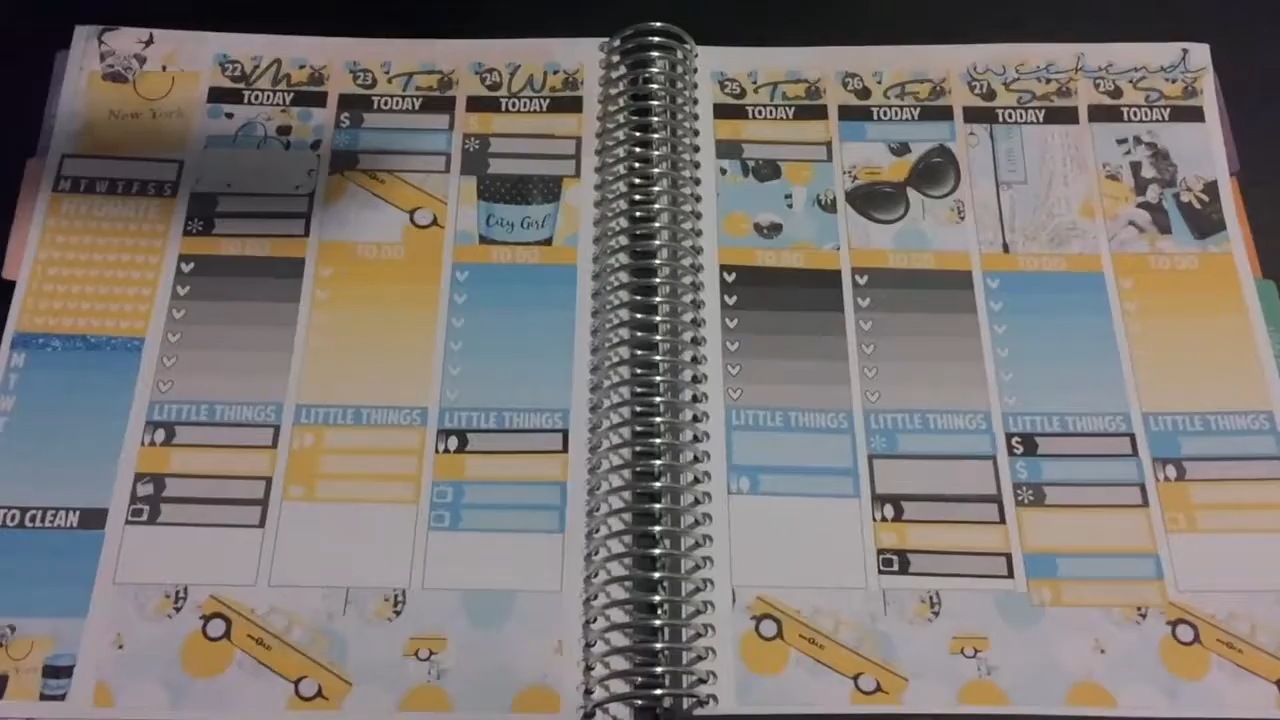 weekend
22 M 23 T 24 W 25 T 26 F 27 S 28 S
TODAY TODAY TODAY TODAY TODAY TODAY TODAY
New York
$
M T W T F S S
HYDRATE
City Girl
TO DO TO DO TO DO TO DO TO DO TO DO TO DO
M
T
W
LITTLE THINGS LITTLE THINGS LITTLE THINGS LITTLE THINGS LITTLE THINGS LITTLE THINGS LITTLE THINGS
$
$
TO CLEAN